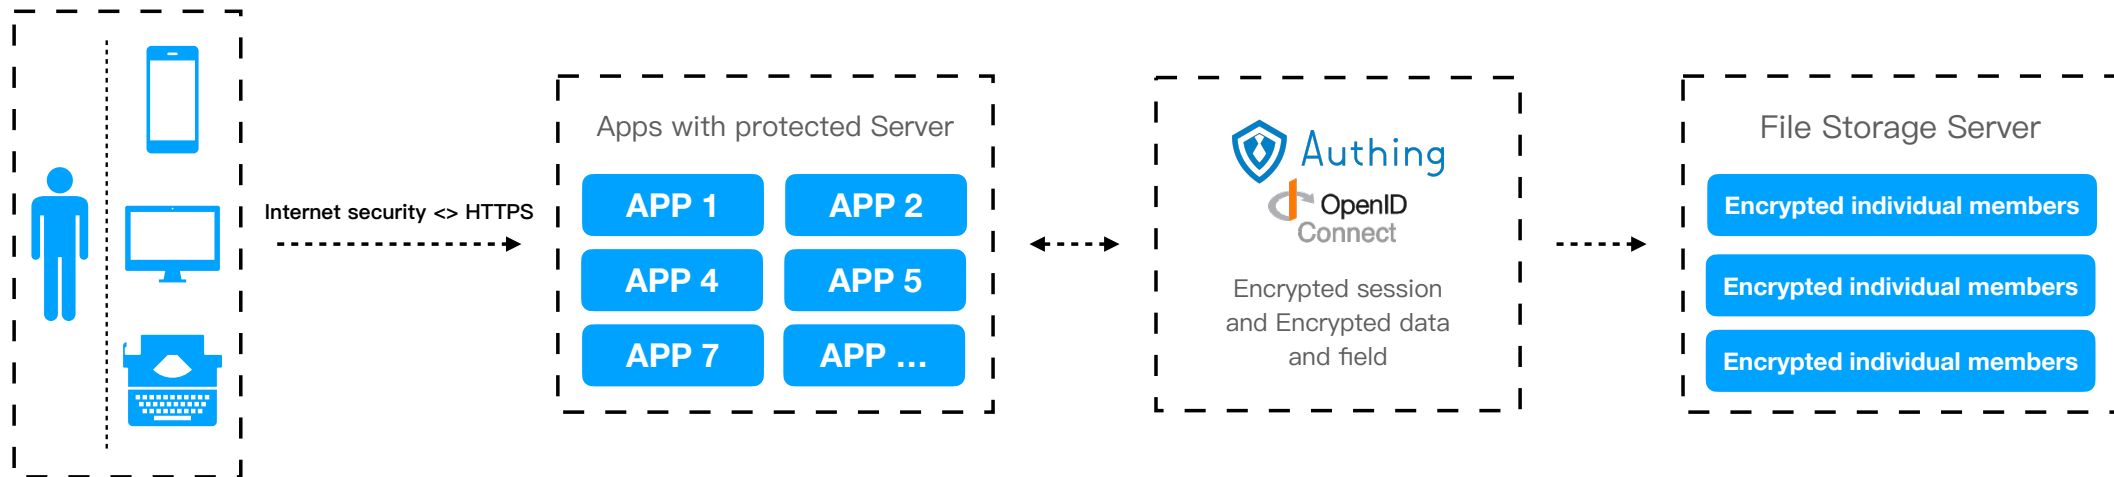 Internet security <> HTTPS
Apps with protected Server
APP 1
APP 2
APP 4
APP 5
APP 7
APP ...
Authing
OpenID
Connect
Encrypted session
and Encrypted data
and field
File Storage Server
Encrypted individual members
Encrypted individual members
Encrypted individual members